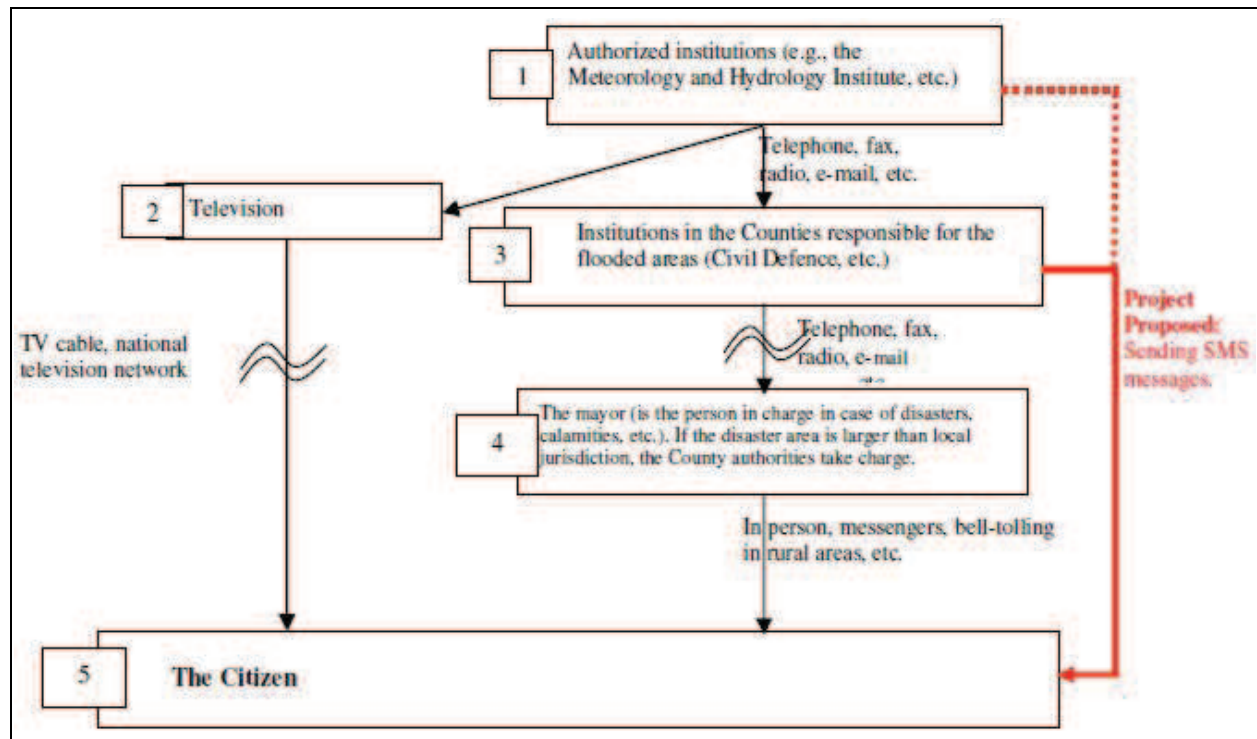 1
Authorized institutions (e.g., the
Meteorology and Hydrology Institute, etc.)
Telephone, fax,
radio, e-mail, etc.
2
Television
3
Institutions in the Counties responsible for the
flooded areas (Civil Defence, etc.)
Project
Proposed:
Sending SMS
messages.
TV cable, national
television network
Telephone, fax,
radio, e-mail
etc.
4
The mayor (is the person in charge in case of disasters,
calamities, etc.). If the disaster area is larger than local
jurisdiction, the County authorities take charge.
In person, messengers, bell-tolling
in rural areas, etc.
5
The Citizen